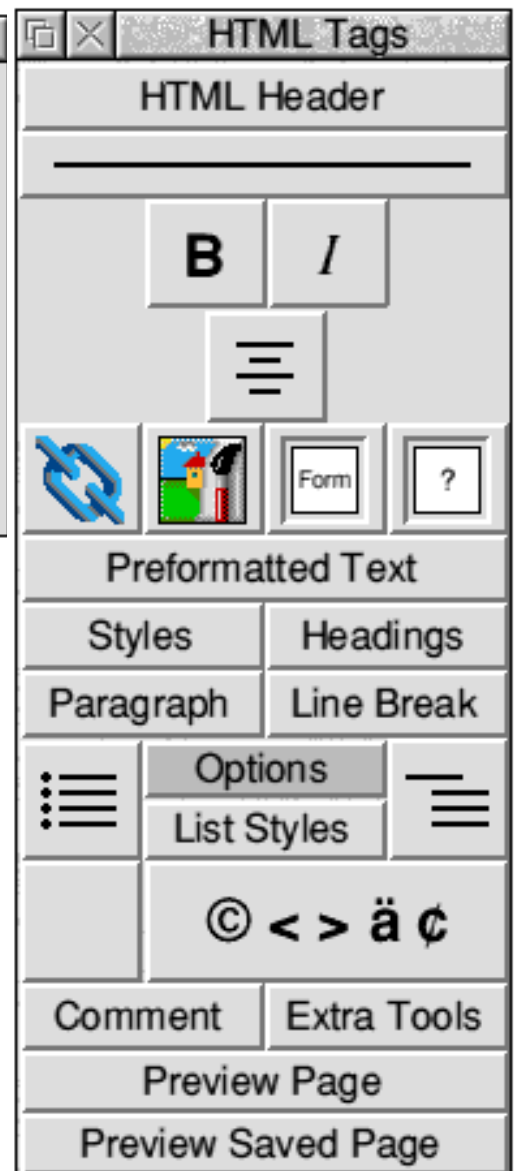 HTML Tags
HTML Header
B I
Form ?
Preformatted Text
Styles Headings
Paragraph Line Break
Options
List Styles
© < > ä ¢
Comment Extra Tools
Preview Page
Preview Saved Page